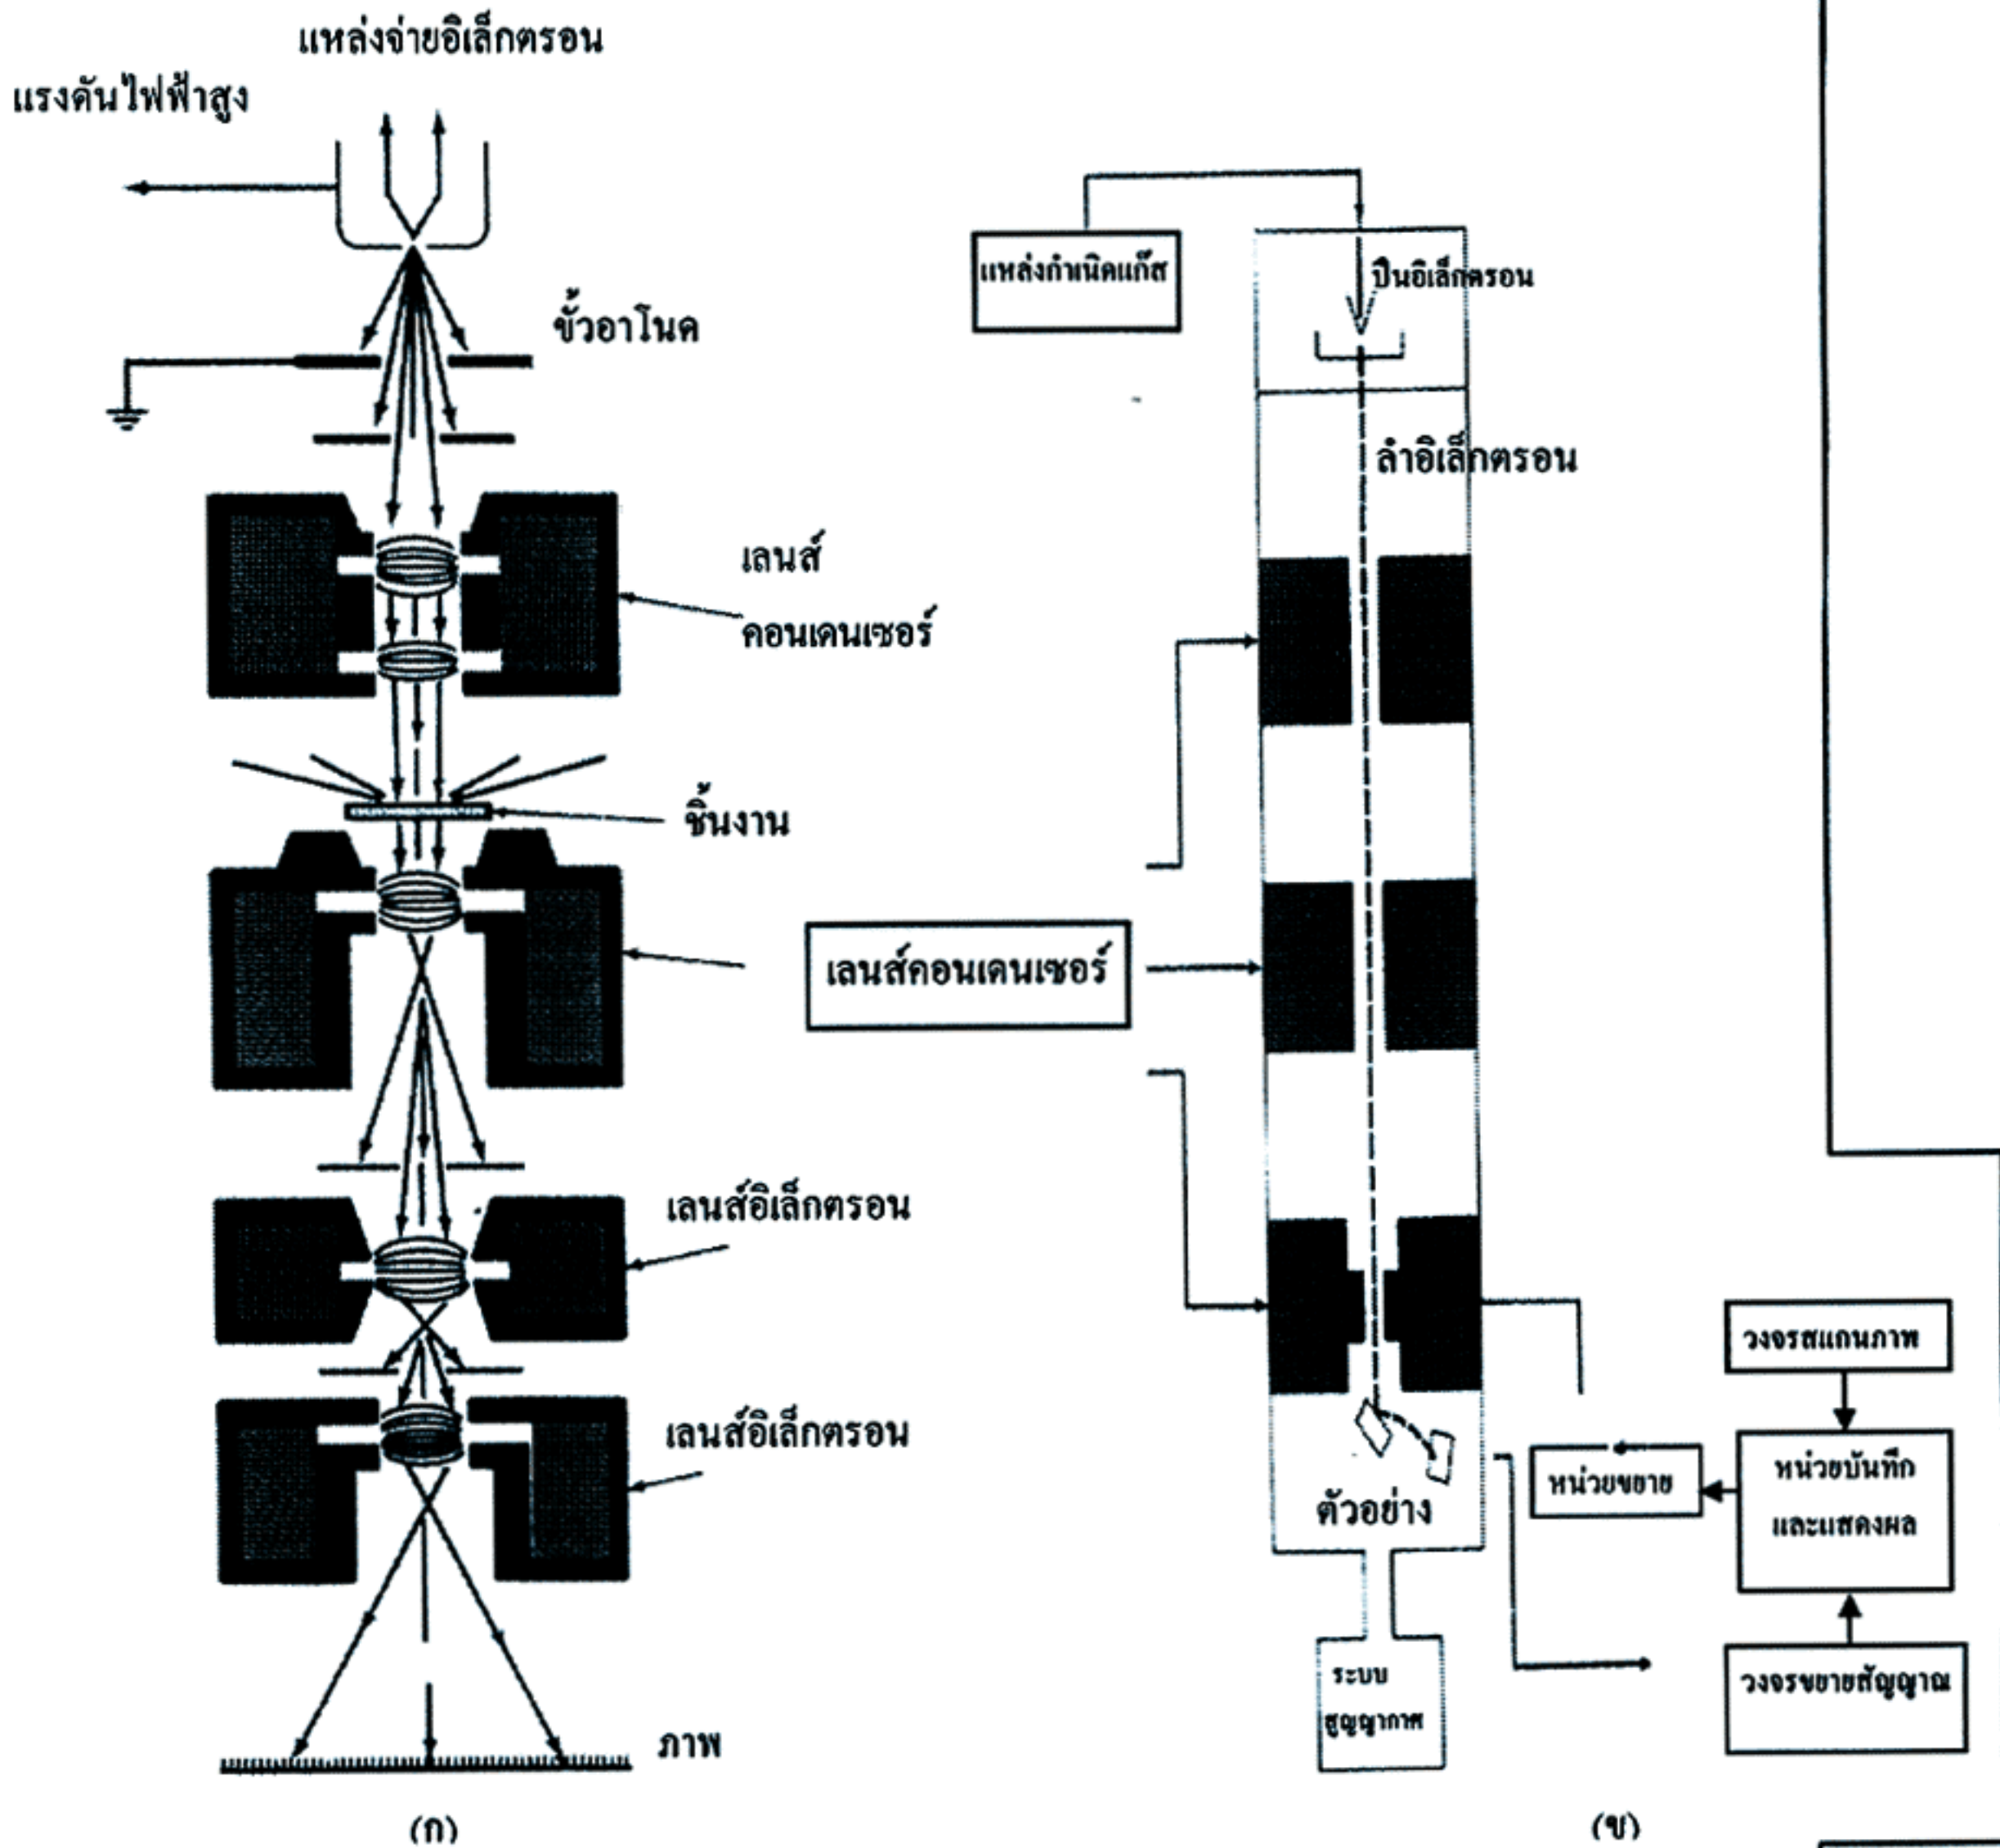 แหล่งจ่ายอิเล็กตรอน
แรงดันไฟฟ้าสูง
ขั้วอาโนด
เลนส์
คอนเดนเซอร์
ชิ้นงาน
เลนส์คอนเดนเซอร์
เลนส์อิเล็กตรอน
เลนส์อิเล็กตรอน
ภาพ
(ก)
แหล่งกำเนิดแก๊ส
ปืนอิเล็กตรอน
ลำอิเล็กตรอน
ตัวอย่าง
ระบบ
สูญญากาศ
วงจรสแกนภาพ
หน่วยขยาย
หน่วยบันทึก
และแสดงผล
วงจรขยายสัญญาณ
(ข)